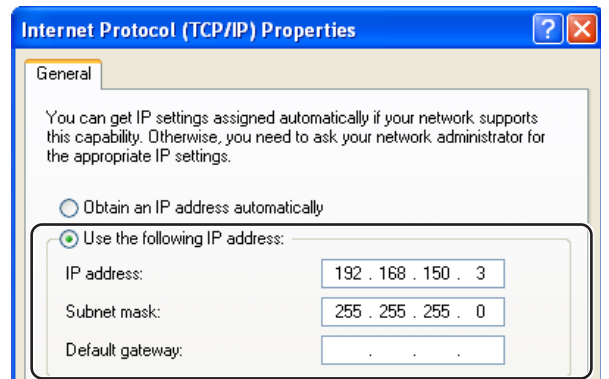 Internet Protocol (TCP/IP) Properties
General
You can get IP settings assigned automatically if your network supports
this capability. Otherwise, you need to ask your network administrator for
the appropriate IP settings.
Obtain an IP address automatically
Use the following IP address:
IP address: 192 . 168 . 150 . 3
Subnet mask: 255 . 255 . 255 . 0
Default gateway: . . .